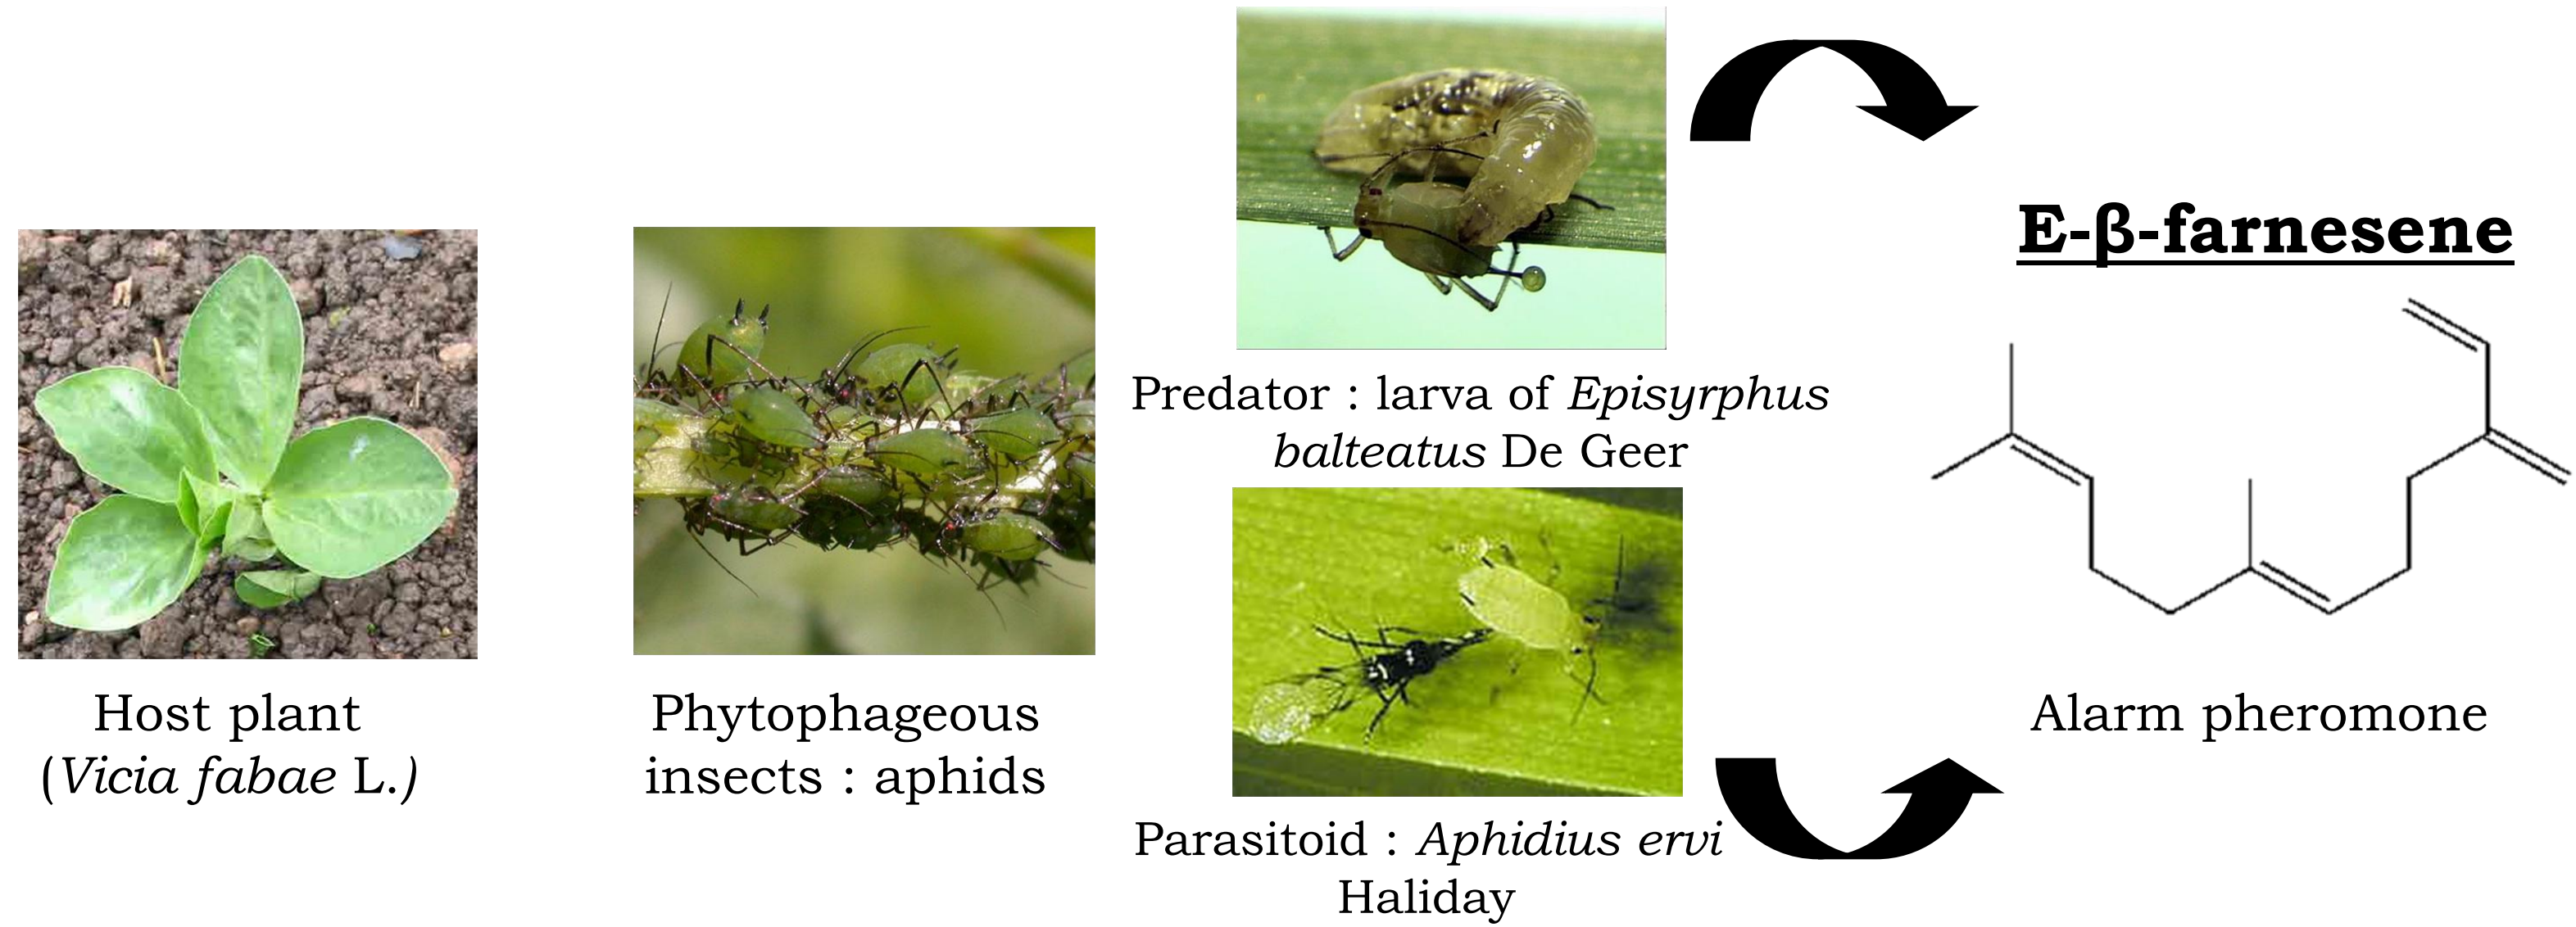 Host plant
(Vicia fabae L.)
Phytophageous
insects : aphids
Predator : larva of Episyrphus
balteatus De Geer
Parasitoid : Aphidius ervi
Haliday
E-β-farnesene
Alarm pheromone